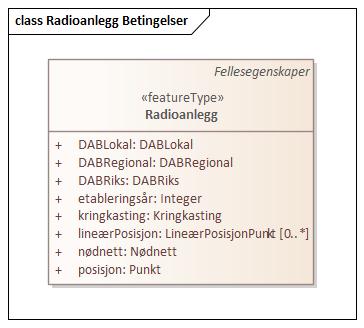 class Radioanlegg Betingelser
Fellesegenskaper
«featureType»
Radioanlegg
+ DABLokal: DABLokal
+ DABRegional: DABRegional
+ DABRiks: DABRiks
+ etableringsår: Integer
+ kringkasting: Kringkasting
+ lineærPosisjon: LineærPosisjonPunkt [0..*]
+ nødnett: Nødnett
+ posisjon: Punkt